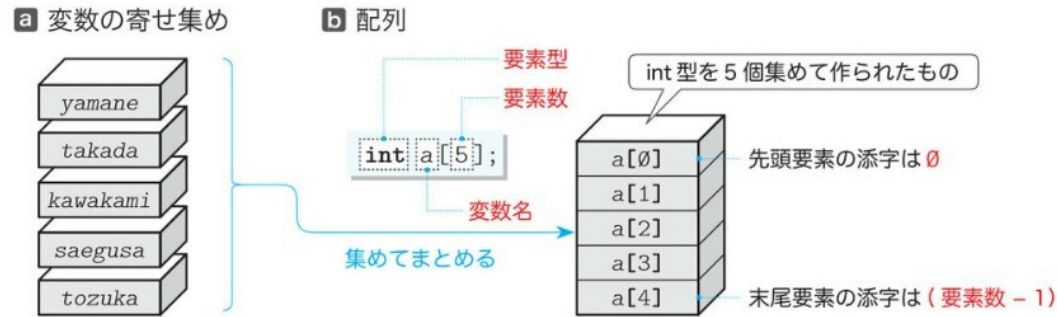 a 変数の寄せ集め
yamane
takada
kawakami
saegusa
tozuka
集めてまとめる
b 配列
要素型
要素数
int a[5];
変数名
int型を5個集めて作られたもの
a[0]
a[1]
a[2]
a[3]
a[4]
先頭要素の添字は0
末尾要素の添字は(要素数 - 1)